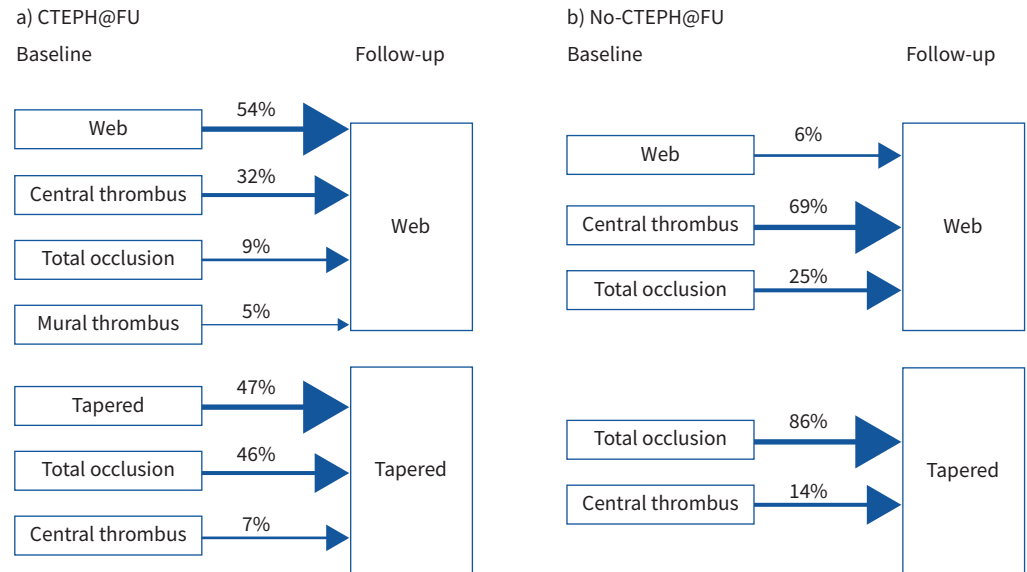 a) CTEPH@FU
Baseline Follow-up
Web 54%
Central thrombus 32%
Total occlusion 9%
Mural thrombus 5%
Web
Tapered 47%
Total occlusion 46%
Central thrombus 7%
Tapered
b) No-CTEPH@FU
Baseline Follow-up
Web 6%
Central thrombus 69%
Total occlusion 25%
Web
Total occlusion 86%
Central thrombus 14%
Tapered